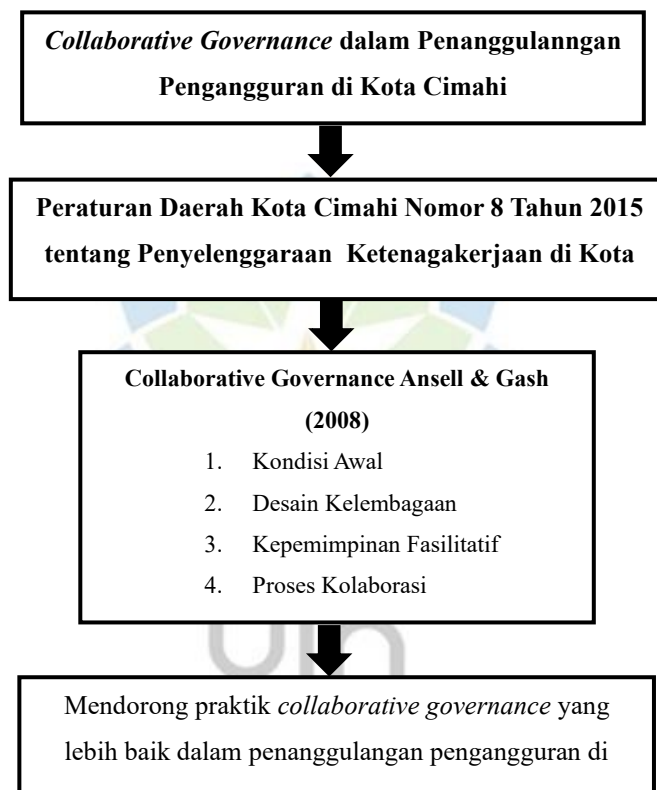 Collaborative Governance dalam Penanggulanngan
Pengangguran di Kota Cimahi
Peraturan Daerah Kota Cimahi Nomor 8 Tahun 2015
tentang Penyelenggaraan Ketenagakerjaan di Kota
Collaborative Governance Ansell & Gash
(2008)
1. Kondisi Awal
2. Desain Kelembagaan
3. Kepemimpinan Fasilitatif
4. Proses Kolaborasi
uin
Mendorong praktik collaborative governance yang
lebih baik dalam penanggulangan pengangguran di